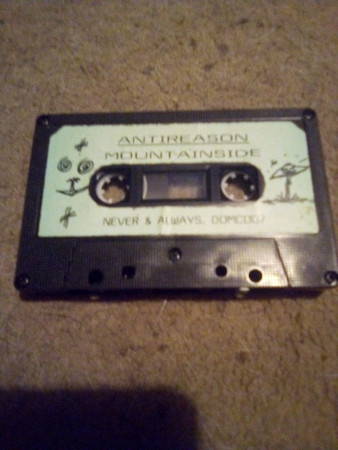 ANTIREASON
MOUNTAINSIDE
NEVER & ALWAYS, DOMC007